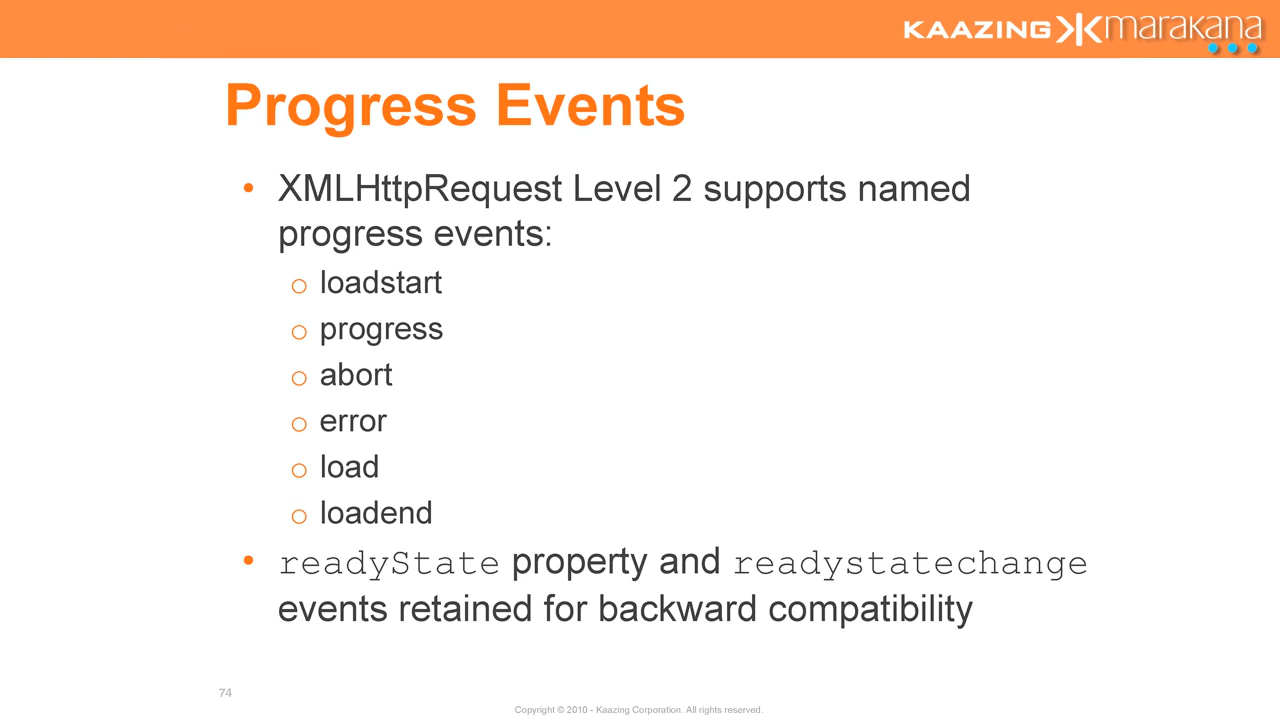 KAAZING marakana
Progress Events
• XMLHttpRequest Level 2 supports named
progress events:
o loadstart
o progress
o abort
o error
o load
o loadend
• readyState property and readystatechange
events retained for backward compatibility
74
Copyright © 2010 - Kaazing Corporation. All rights reserved.